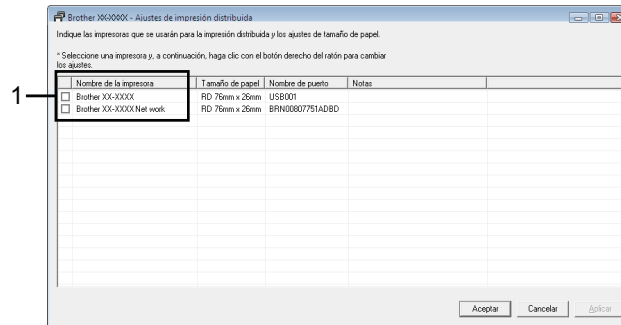 Brother XX-XXXX - Ajustes de impresión distribuida
Indique las impresoras que se usarán para la impresión distribuida y los ajustes de tamaño de papel.
* Seleccione una impresora y, a continuación, haga clic con el botón derecho del ratón para cambiar
los ajustes.
Nombre de la impresora Tamaño de papel Nombre de puerto Notas
1 Brother XX-XXXX RD 76mm x 26mm USB001
Brother XX-XXXX Net work RD 76mm x 26mm BRN00807751ADBD
Aceptar Cancelar Aplicar